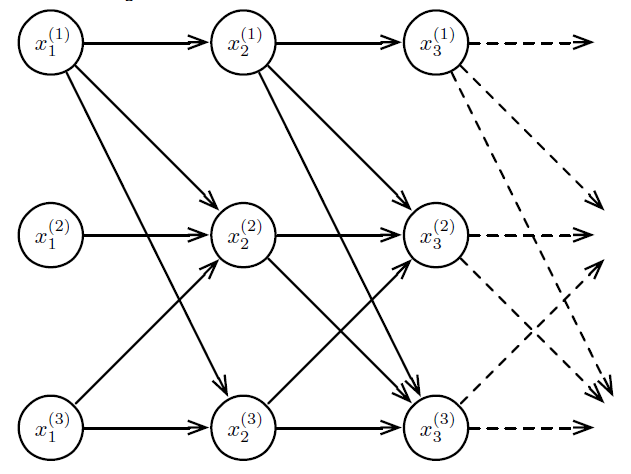 x_1^{(1)} x_2^{(1)} x_3^{(1)}
x_1^{(2)} x_2^{(2)} x_3^{(2)}
x_1^{(3)} x_2^{(3)} x_3^{(3)}